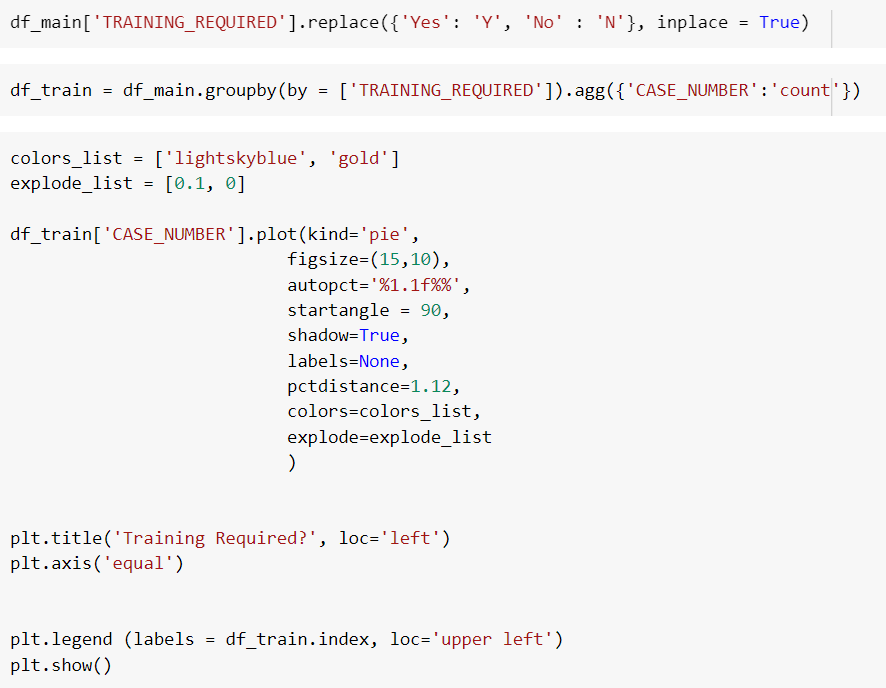 df_main['TRAINING_REQUIRED'].replace({'Yes': 'Y', 'No' : 'N'}, inplace = True)
df_train = df_main.groupby(by = ['TRAINING_REQUIRED']).agg({'CASE_NUMBER':'count'})
colors_list = ['lightskyblue', 'gold']
explode_list = [0.1, 0]
df_train['CASE_NUMBER'].plot(kind='pie',
figsize=(15,10),
autopct='%1.1f%%',
startangle = 90,
shadow=True,
labels=None,
pctdistance=1.12,
colors=colors_list,
explode=explode_list
)
plt.title('Training Required?', loc='left')
plt.axis('equal')
plt.legend (labels = df_train.index, loc='upper left')
plt.show()